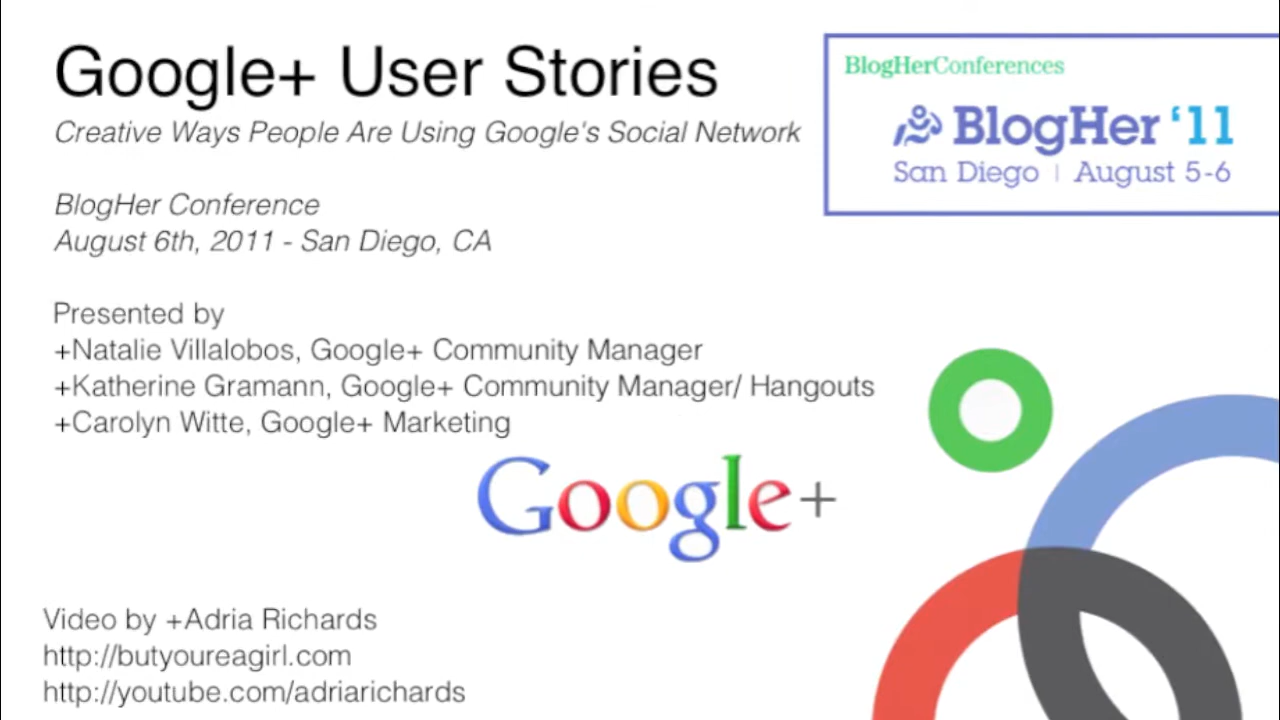 Google+ User Stories
Creative Ways People Are Using Google's Social Network
BlogHerConferences
BlogHer '11
San Diego | August 5-6
BlogHer Conference
August 6th, 2011 - San Diego, CA
Presented by
+Natalie Villalobos, Google+ Community Manager
+Katherine Gramann, Google+ Community Manager/ Hangouts
+Carolyn Witte, Google+ Marketing
Google+
Video by +Adria Richards
http://butyoureagirl.com
http://youtube.com/adriarichards